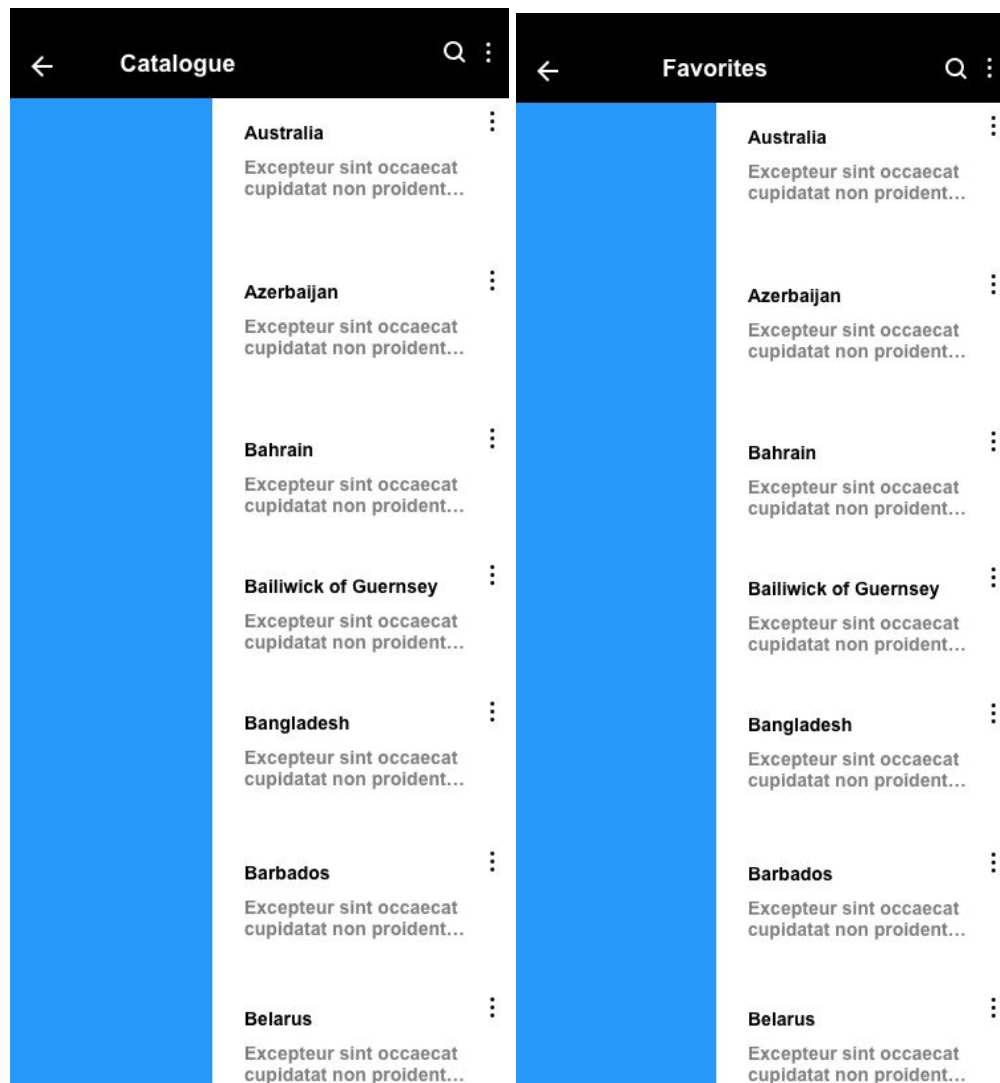 Catalogue
Australia
Excepteur sint occaecat
cupidatat non proident…
Azerbaijan
Excepteur sint occaecat
cupidatat non proident…
Bahrain
Excepteur sint occaecat
cupidatat non proident…
Bailiwick of Guernsey
Excepteur sint occaecat
cupidatat non proident…
Bangladesh
Excepteur sint occaecat
cupidatat non proident…
Barbados
Excepteur sint occaecat
cupidatat non proident…
Belarus
Excepteur sint occaecat
cupidatat non proident…
Favorites
Australia
Excepteur sint occaecat
cupidatat non proident…
Azerbaijan
Excepteur sint occaecat
cupidatat non proident…
Bahrain
Excepteur sint occaecat
cupidatat non proident…
Bailiwick of Guernsey
Excepteur sint occaecat
cupidatat non proident…
Bangladesh
Excepteur sint occaecat
cupidatat non proident…
Barbados
Excepteur sint occaecat
cupidatat non proident…
Belarus
Excepteur sint occaecat
cupidatat non proident…